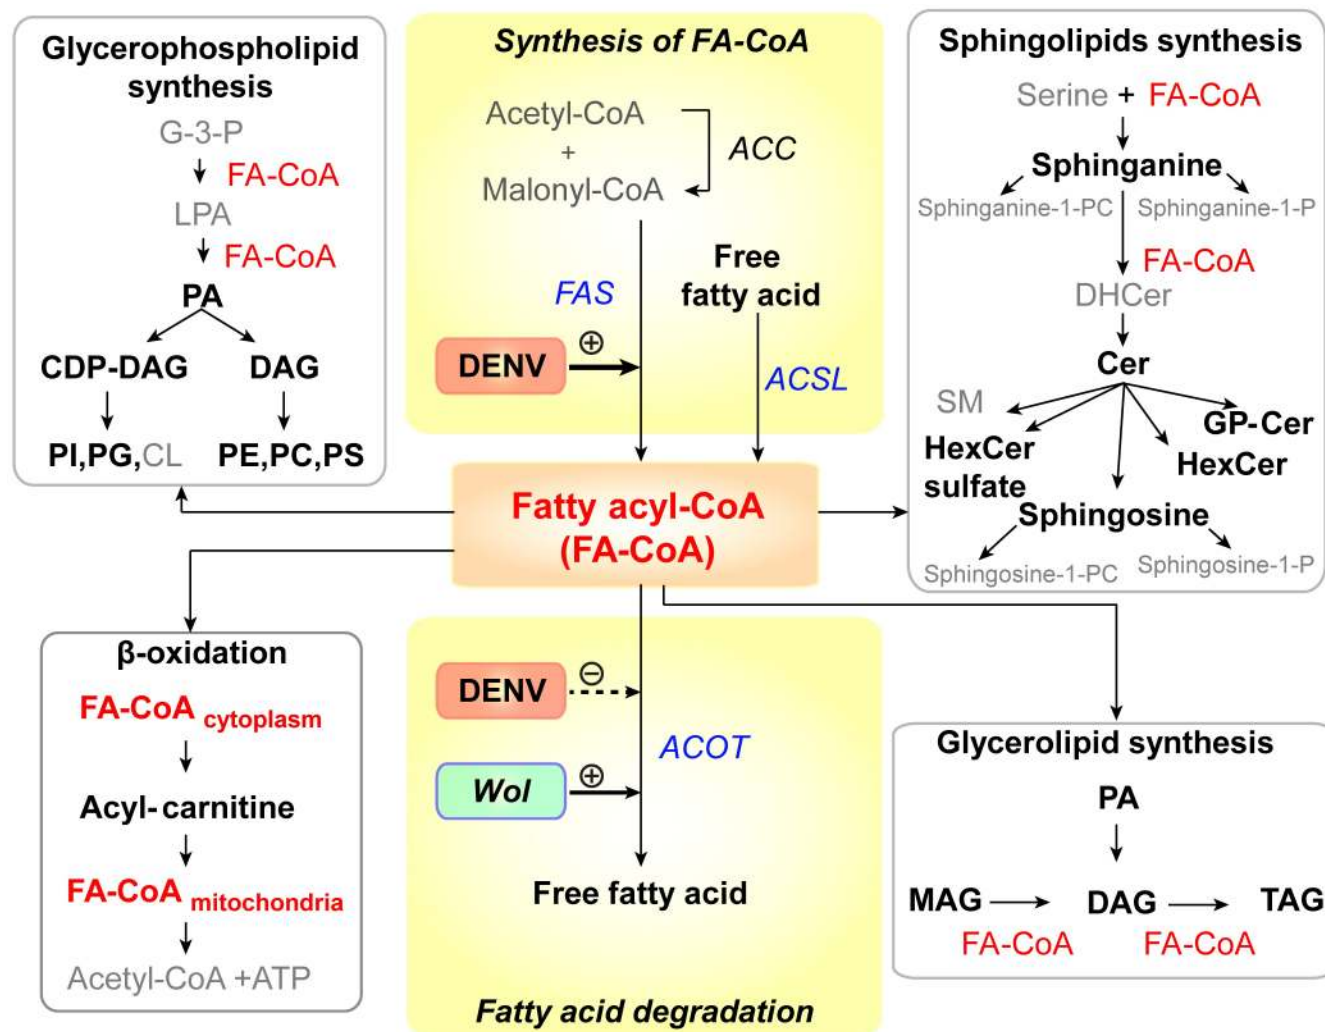 Glycerophospholipid
synthesis
G-3-P
FA-CoA
LPA
FA-CoA
PA
CDP-DAG
DAG
PI,PG,CL
PE,PC,PS
Synthesis of FA-CoA
Acetyl-CoA
+
Malonyl-CoA
ACC
FAS
Free
fatty acid
DENV
+
ACSL
Sphingolipids synthesis
Serine + FA-CoA
Sphinganine
Sphinganine-1-PC
Sphinganine-1-P
FA-CoA
DHCer
Cer
SM
HexCer
sulfate
GP-Cer
HexCer
Sphingosine
Sphingosine-1-PC
Sphingosine-1-P
Fatty acyl-CoA
(FA-CoA)
β-oxidation
FA-CoA cytoplasm
Acyl-carnitine
FA-CoA mitochondria
Acetyl-CoA +ATP
DENV
−
ACOT
Wol
+
Free fatty acid
Fatty acid degradation
Glycerolipid synthesis
PA
MAG
DAG
TAG
FA-CoA
FA-CoA